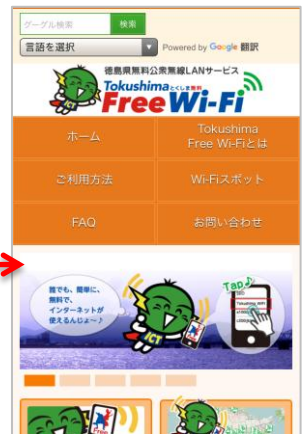 グーグル検索 検索
言語を選択 Powered by Google 翻訳
徳島県無料公衆無線LANサービス
Tokushima とくしま無料
Free Wi-Fi
ICT
ホーム Tokushima Free Wi-Fiとは
ご利用方法 Wi-Fiスポット
FAQ お問い合わせ
誰でも、簡単に、
無料で、
インターネットが
使えるんじょ～♪
ICT
Tap♪
Tokushima WiFi
Free